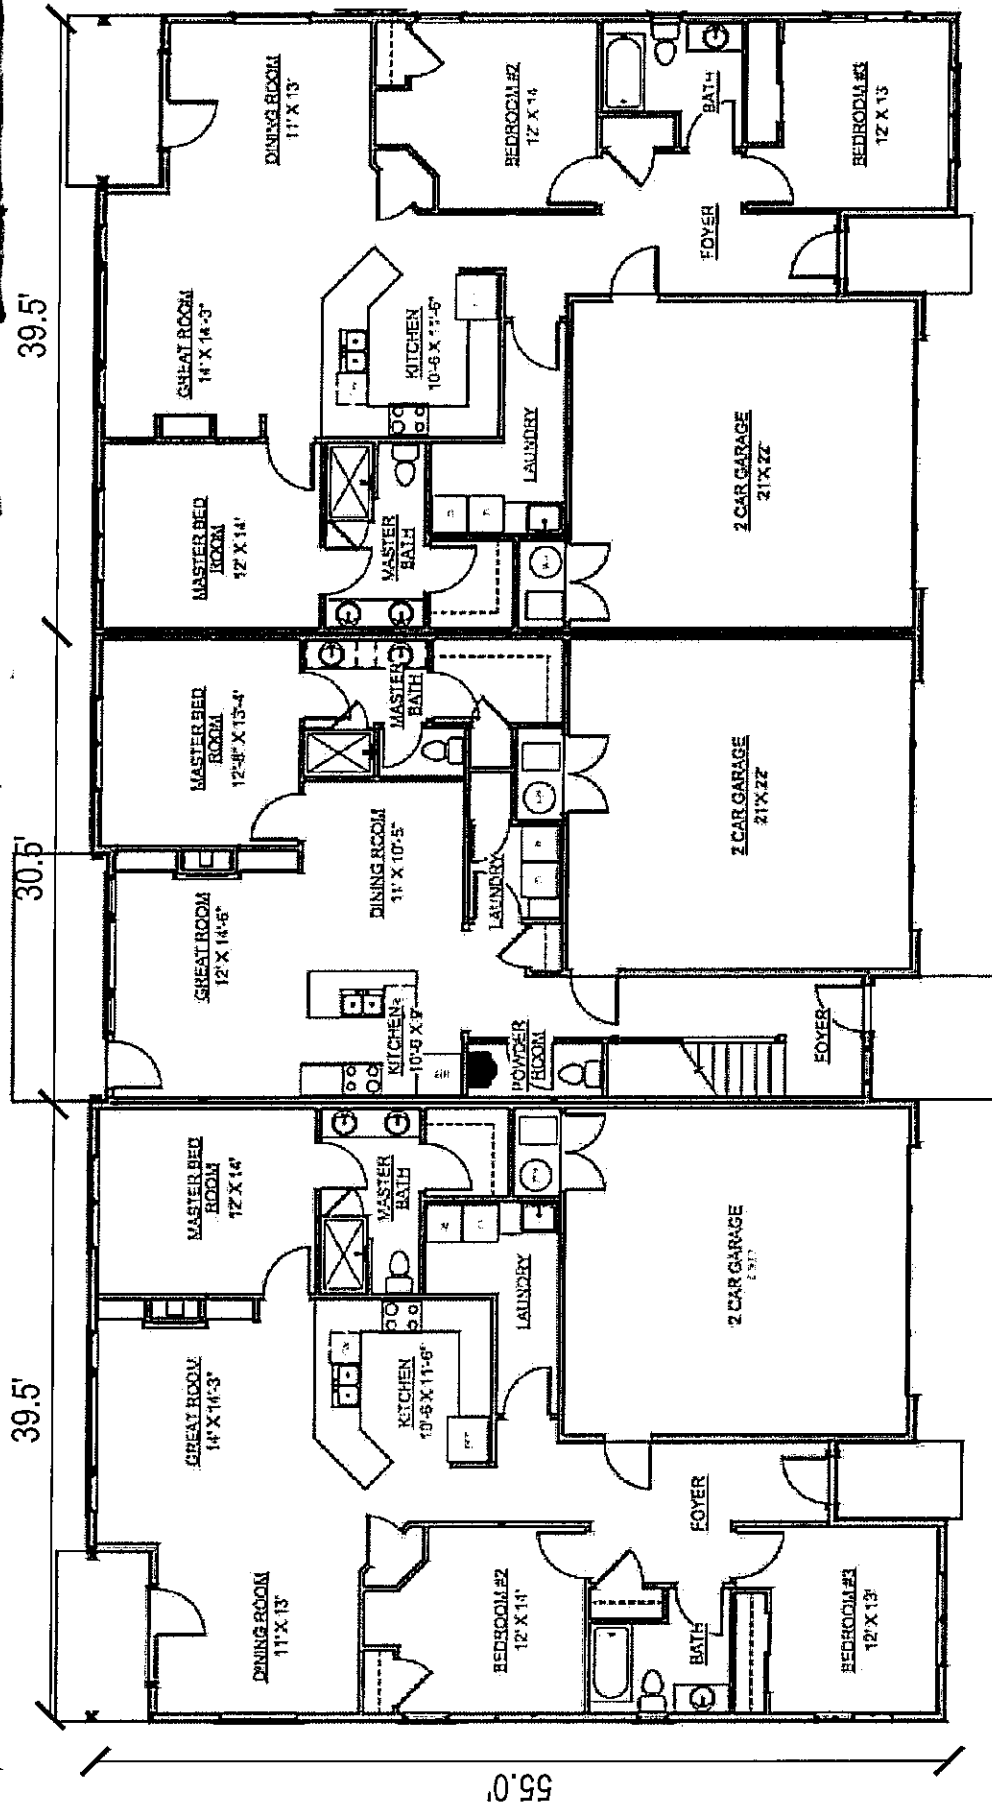 39.5'
30.5'
39.5'
55.0'
DINING ROOM
11' X 13'
GREAT ROOM
14' X 14'-3"
MASTER BED
ROOM
12' X 14'
MASTER
BATH
KITCHEN
10'-6 X 11'-6"
LAUNDRY
BEDROOM #2
12' X 14'
BATH
FOYER
BEDROOM #3
12' X 13'
2 CAR GARAGE
MASTER BED
ROOM
12'-8" X 13'-4'
MASTER
BATH
GREAT ROOM
12' X 14'-6"
DINING ROOM
11' X 10'-5"
KITCHEN
10'-6 X 9'
LAUNDRY
POWDER
ROOM
FOYER
2 CAR GARAGE
21'X 22'
MASTER BED
ROOM
12' X 14'
MASTER
BATH
GREAT ROOM
14' X 14'-3"
DINING ROOM
11' X 13'
KITCHEN
10'-6 X 11'-6"
LAUNDRY
BEDROOM #2
12' X 14
BATH
FOYER
BEDROOM #3
12' X 13
2 CAR GARAGE
21'X 22'